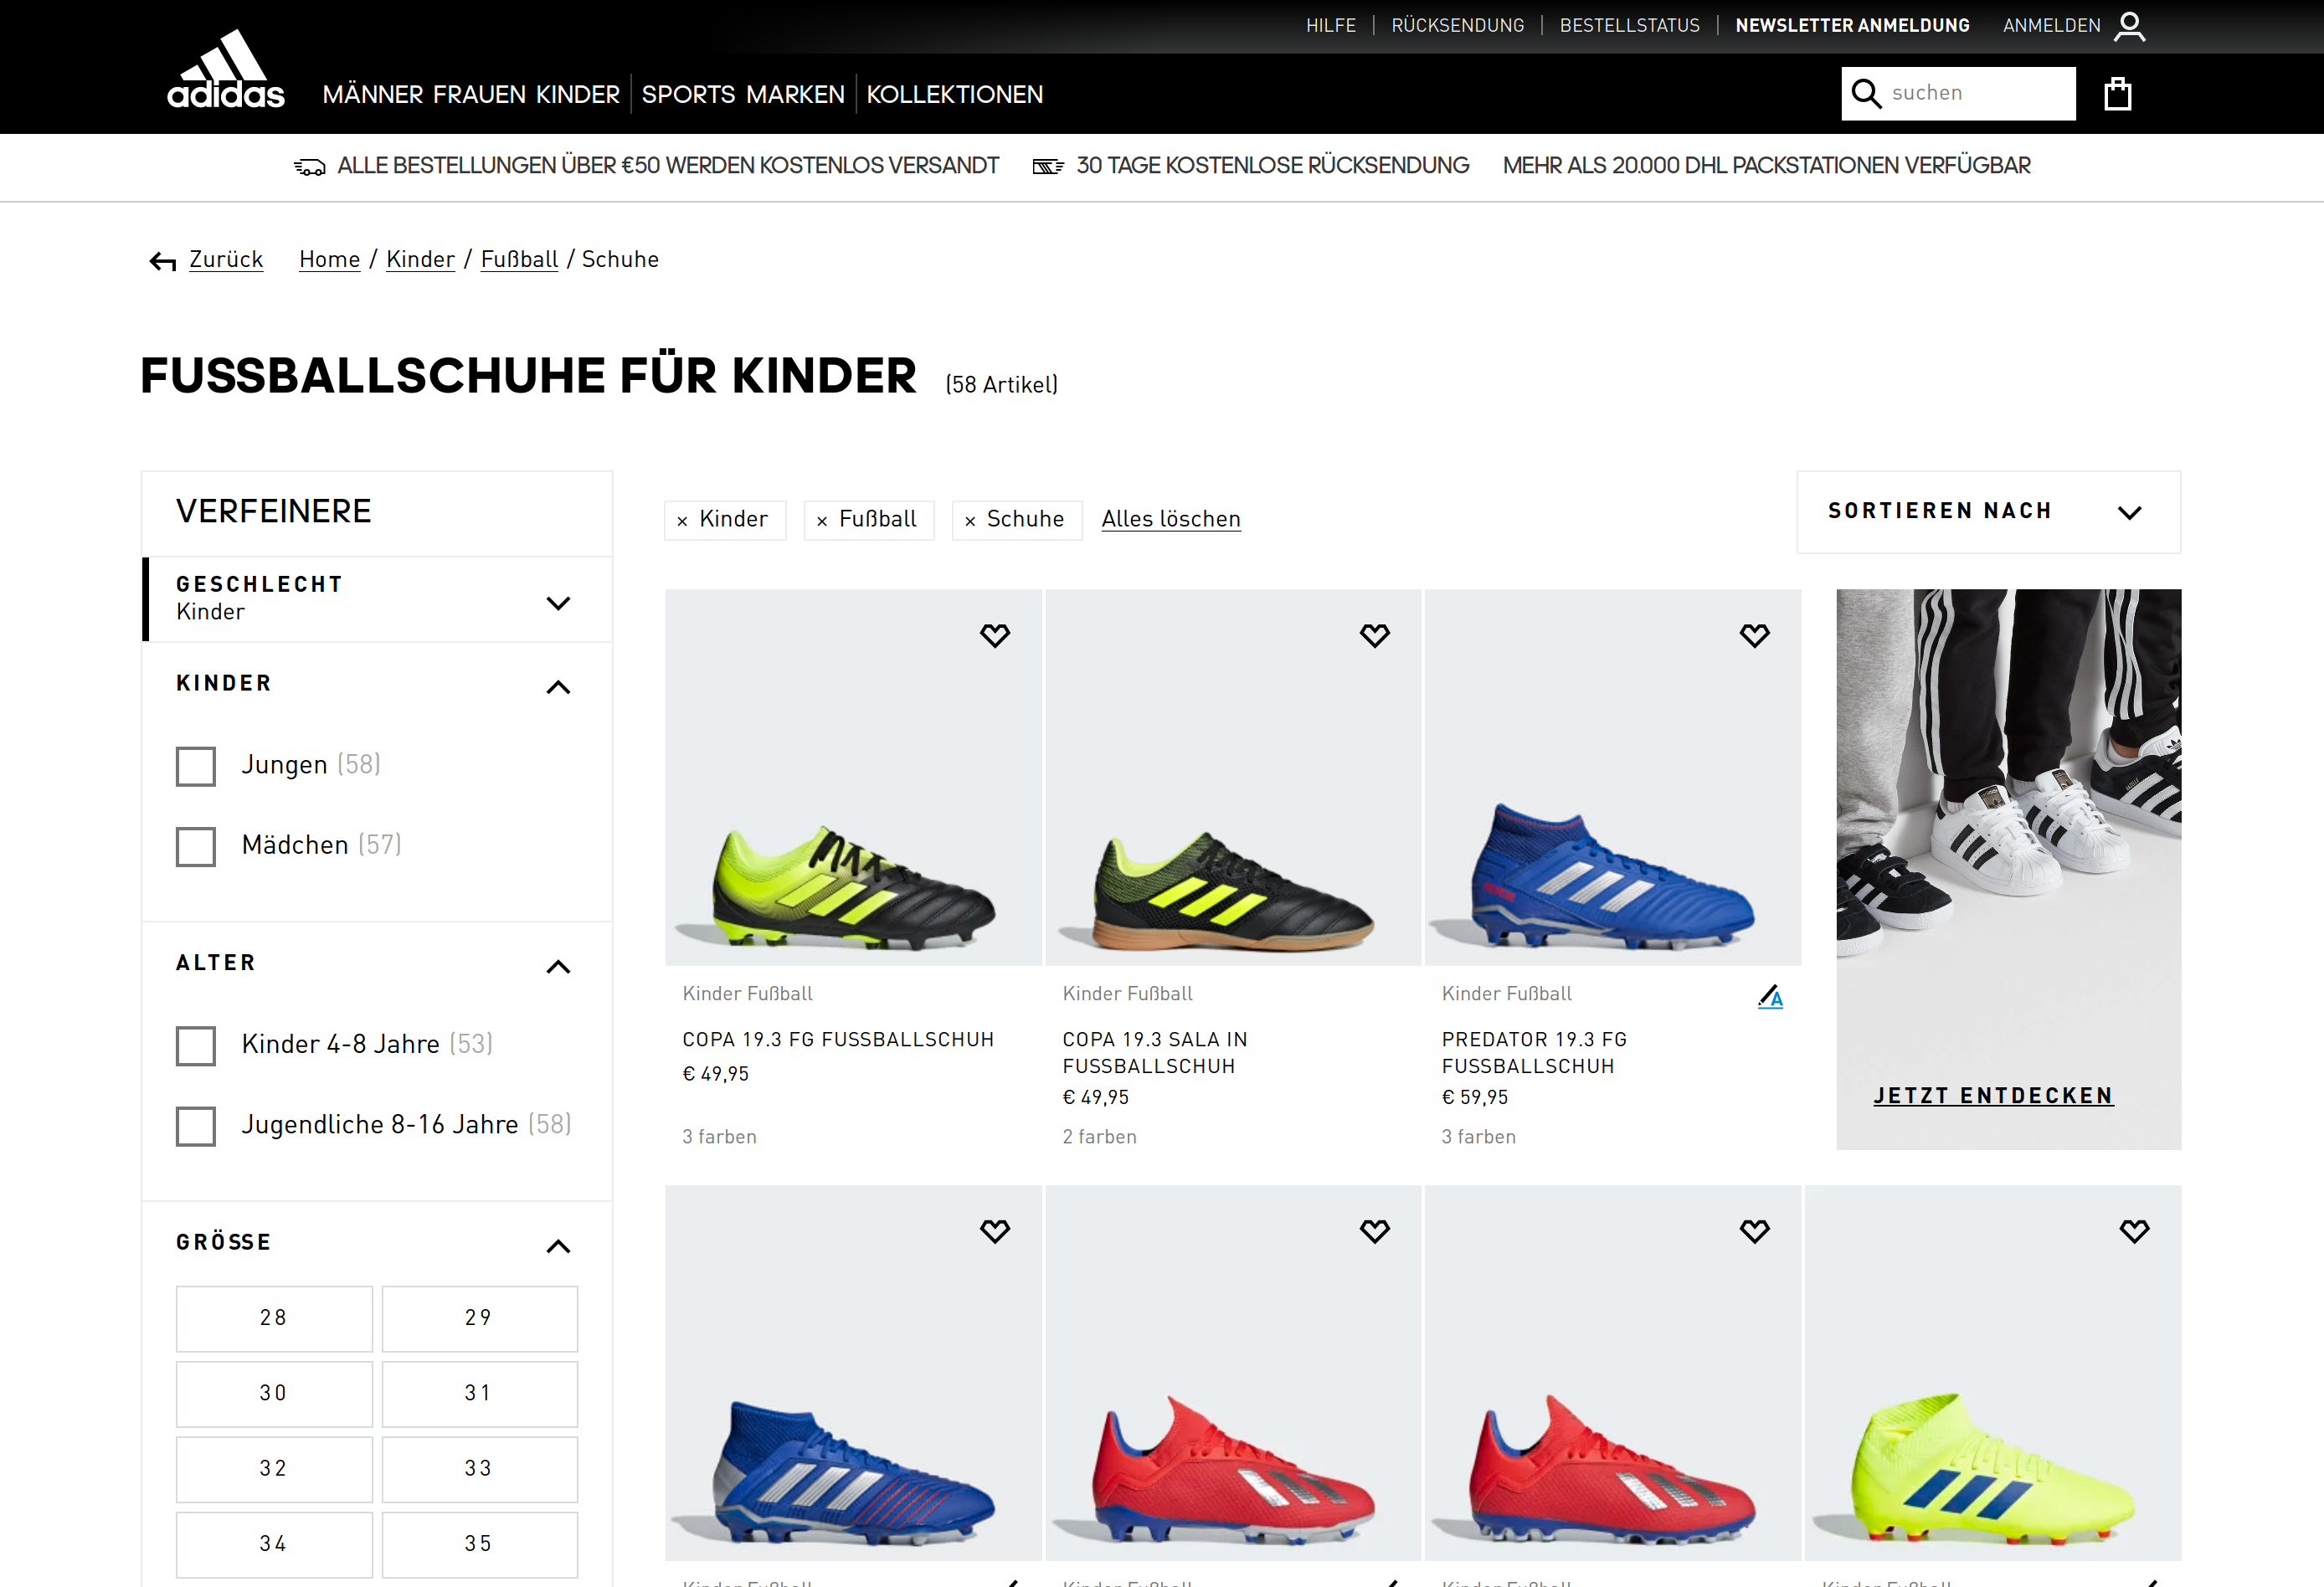 HILFE RÜCKSENDUNG BESTELLSTATUS NEWSLETTER ANMELDUNG ANMELDEN
adidas
MÄNNER FRAUEN KINDER SPORTS MARKEN KOLLEKTIONEN
suchen
ALLE BESTELLUNGEN ÜBER €50 WERDEN KOSTENLOS VERSANDT 30 TAGE KOSTENLOSE RÜCKSENDUNG MEHR ALS 20.000 DHL PACKSTATIONEN VERFÜGBAR
Zurück Home / Kinder / Fußball / Schuhe
FUSSBALLSCHUHE FÜR KINDER (58 Artikel)
VERFEINERE
GESCHLECHT
Kinder
KINDER
Jungen (58)
Mädchen (57)
ALTER
Kinder 4-8 Jahre (53)
Jugendliche 8-16 Jahre (58)
GRÖSSE
28 29
30 31
32 33
34 35
× Kinder × Fußball × Schuhe Alles löschen
SORTIEREN NACH
Kinder Fußball
COPA 19.3 FG FUSSBALLSCHUH
€ 49,95
3 farben
Kinder Fußball
COPA 19.3 SALA IN
FUSSBALLSCHUH
€ 49,95
2 farben
Kinder Fußball
A
PREDATOR 19.3 FG
FUSSBALLSCHUH
€ 59,95
3 farben
JETZT ENTDECKEN